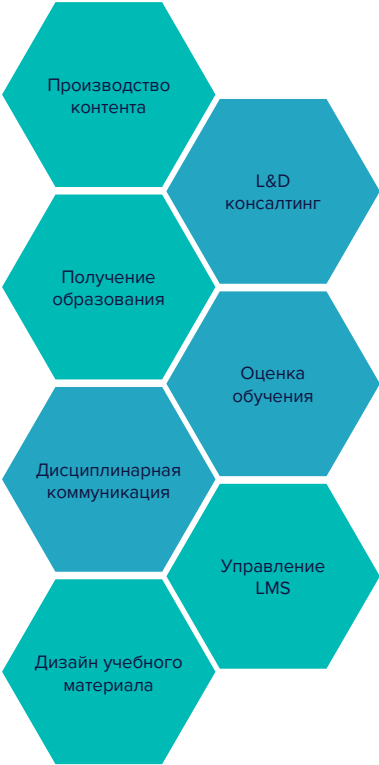 Производство
контента
L&D
консалтинг
Получение
образования
Оценка
обучения
Дисциплинарная
коммуникация
Управление
LMS
Дизайн учебного
материала